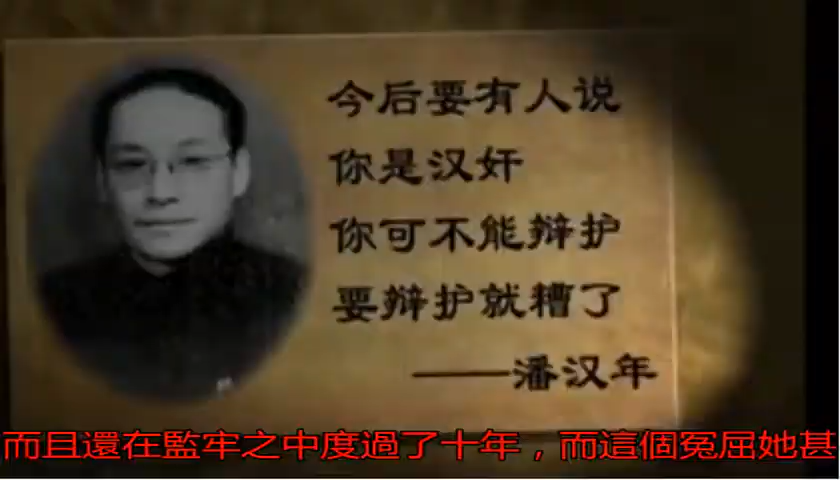 今后要有人说
你是汉奸
你可不能辩护
要辩护就糟了
——潘汉年
而且還在監牢之中度過了十年，而這個冤屈她甚